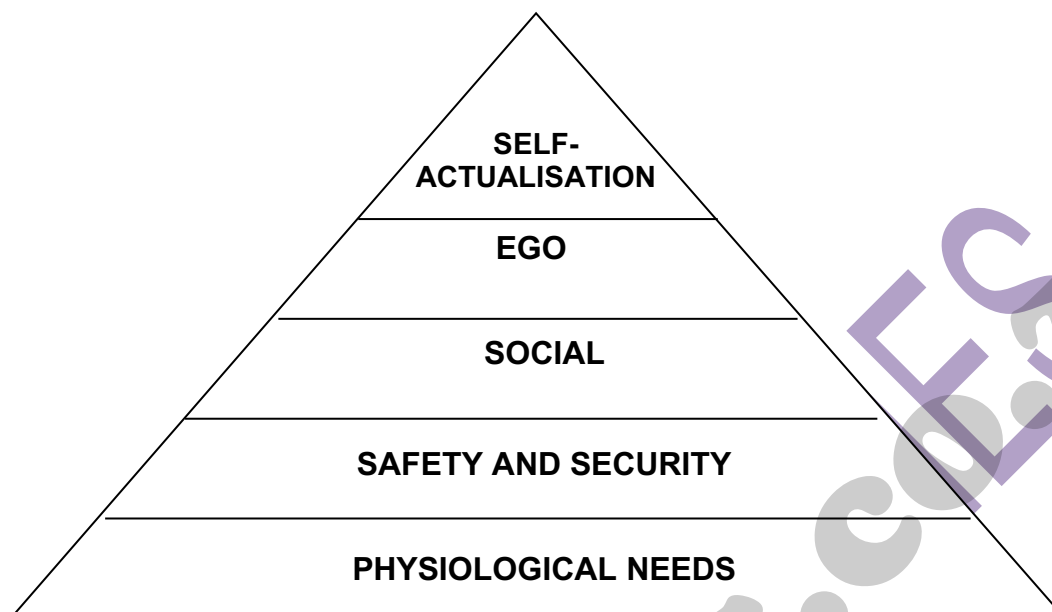 SELF-
ACTUALISATION
EGO
SOCIAL
SAFETY AND SECURITY
PHYSIOLOGICAL NEEDS